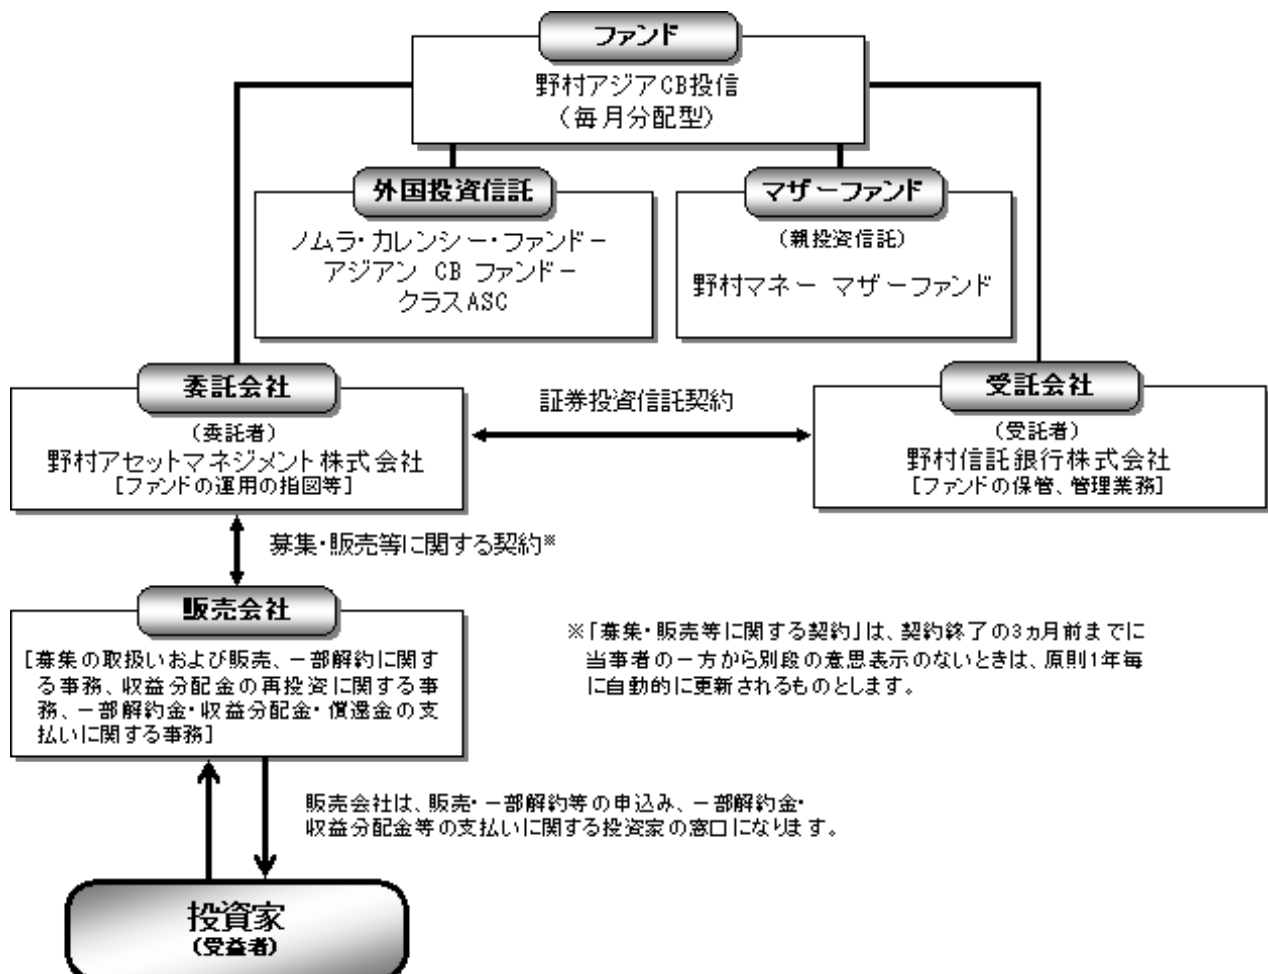 ファンド
野村アジアCB投信
（毎月分配型）
外国投資信託
ノムラ・カレンシー・ファンド－
アジアン CB ファンド－
クラスASC
マザーファンド
（親投資信託）
野村マネー マザーファンド
委託会社
（委託者）
野村アセットマネジメント株式会社
[ファンドの運用の指図等]
証券投資信託契約
受託会社
（受託者）
野村信託銀行株式会社
[ファンドの保管、管理業務]
募集・販売等に関する契約※
販売会社
[募集の取扱いおよび販売、一部解約に関す
る事務、収益分配金の再投資に関する事
務、一部解約金・収益分配金・償還金の支
払いに関する事務]
※「募集・販売等に関する契約」は、契約終了の3ヵ月前までに
当事者の一方から別段の意思表示のないときは、原則1年毎
に自動的に更新されるものとします。
販売会社は、販売・一部解約等の申込み、一部解約金・
収益分配金等の支払いに関する投資家の窓口になります。
投資家
（受益者）